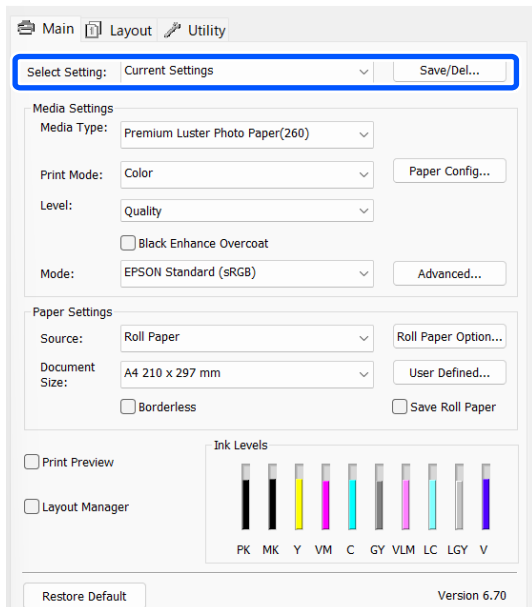 Main Layout Utility
Select Setting: Current Settings Save/Del...
Media Settings
Media Type: Premium Luster Photo Paper(260)
Print Mode: Color Paper Config...
Level: Quality
Black Enhance Overcoat
Mode: EPSON Standard (sRGB) Advanced...
Paper Settings
Source: Roll Paper Roll Paper Option...
Document Size: A4 210 x 297 mm User Defined...
Borderless Save Roll Paper
Ink Levels
Print Preview
Layout Manager
PK MK Y VM C GY VLM LC LGY V
Restore Default Version 6.70